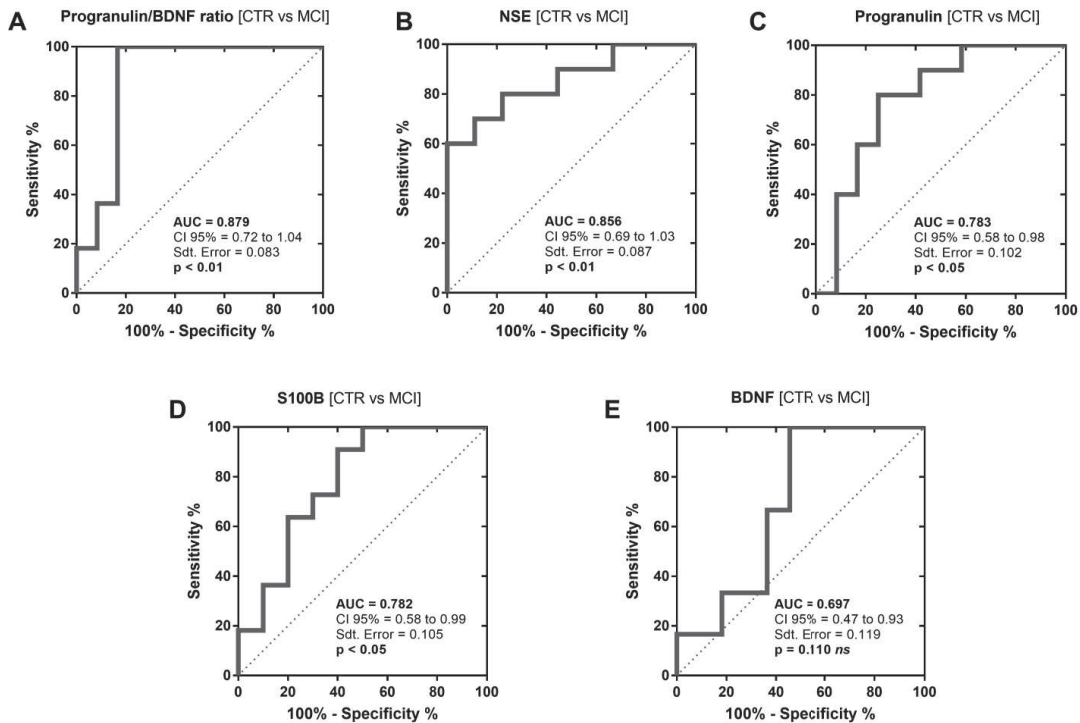 A
Progranulin/BDNF ratio [CTR vs MCI]
Sensitivity %
100
80
60
40
20
0
AUC = 0.879
CI 95% = 0.72 to 1.04
Sdt. Error = 0.083
p < 0.01
0 20 40 60 80 100
100% - Specificity %
B
NSE [CTR vs MCI]
Sensitivity %
100
80
60
40
20
0
AUC = 0.856
CI 95% = 0.69 to 1.03
Sdt. Error = 0.087
p < 0.01
0 20 40 60 80 100
100% - Specificity %
C
Progranulin [CTR vs MCI]
Sensitivity %
100
80
60
40
20
0
AUC = 0.783
CI 95% = 0.58 to 0.98
Sdt. Error = 0.102
p < 0.05
0 20 40 60 80 100
100% - Specificity %
D
S100B [CTR vs MCI]
Sensitivity %
100
80
60
40
20
0
AUC = 0.782
CI 95% = 0.58 to 0.99
Sdt. Error = 0.105
p < 0.05
0 20 40 60 80 100
100% - Specificity %
E
BDNF [CTR vs MCI]
Sensitivity %
100
80
60
40
20
0
AUC = 0.697
CI 95% = 0.47 to 0.93
Sdt. Error = 0.119
p = 0.110 ns
0 20 40 60 80 100
100% - Specificity %